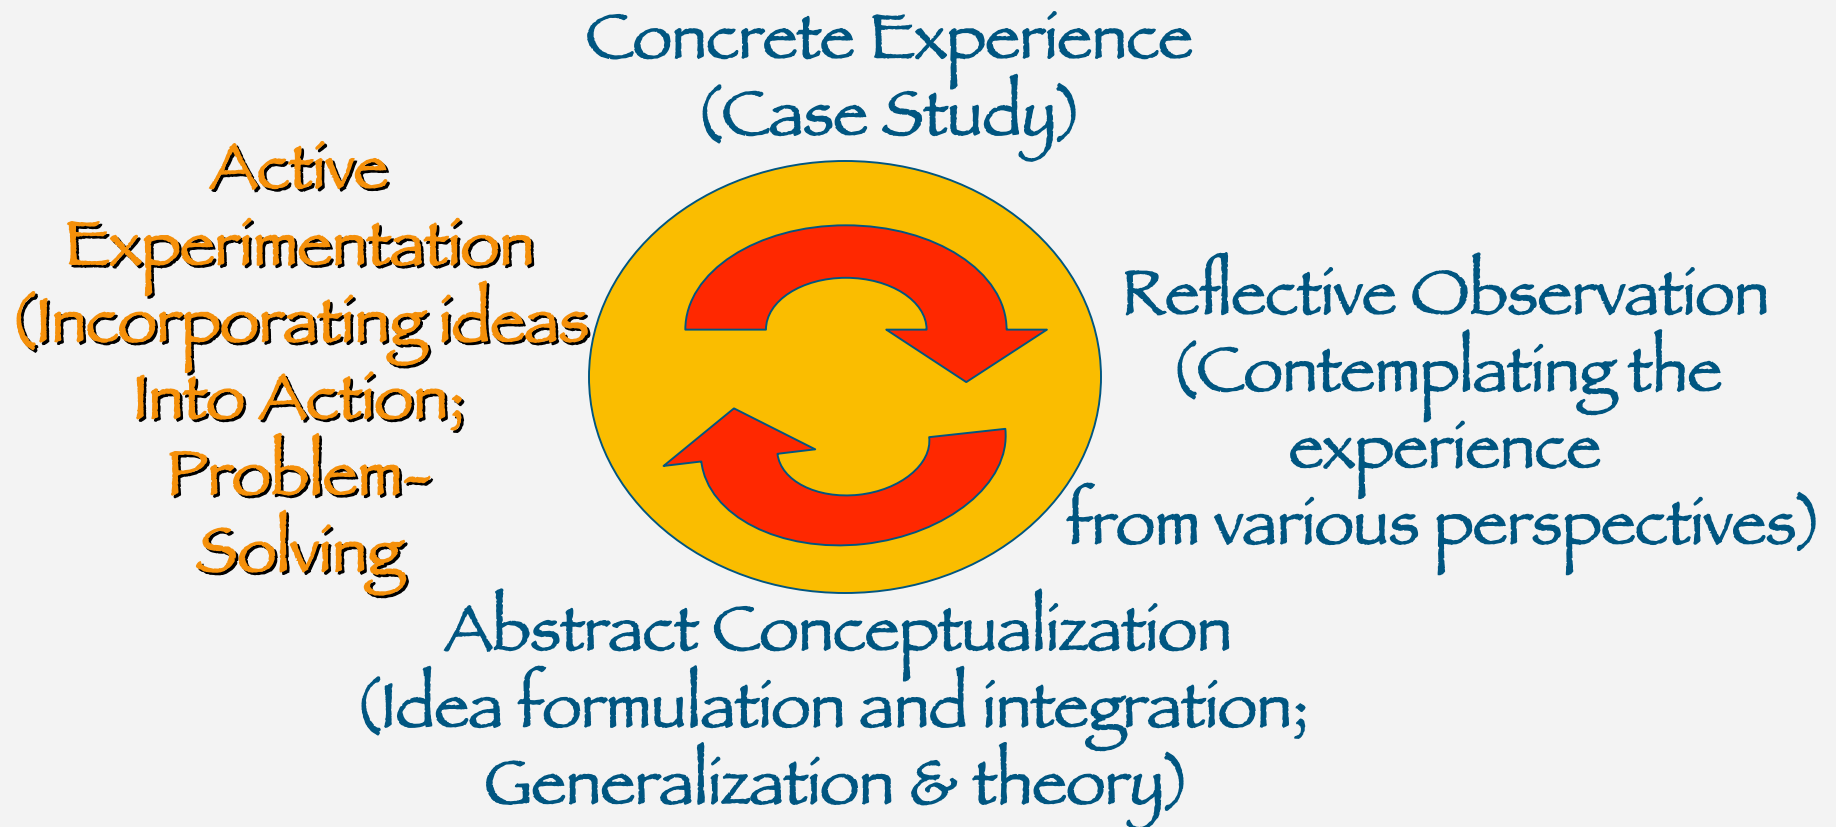 Concrete Experience
(Case Study)
Active
Experimentation
(Incorporating ideas
Into Action;
Problem-
Solving
Reflective Observation
(Contemplating the
experience
from various perspectives)
Abstract Conceptualization
(Idea formulation and integration;
Generalization & theory)